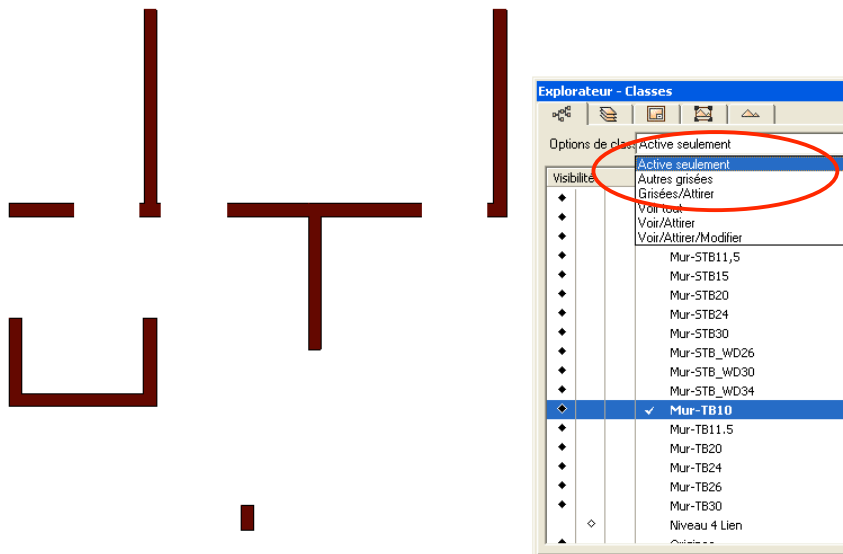 Explorateur - Classes
Options de clas
Active seulement
Active seulement
Autres grisées
Grisées/Attirer
Voir tout
Voir/Attirer
Voir/Attirer/Modifier
Visibilité
Mur-STB11,5
Mur-STB15
Mur-STB20
Mur-STB24
Mur-STB30
Mur-STB_WD26
Mur-STB_WD30
Mur-STB_WD34
Mur-TB10
Mur-TB11.5
Mur-TB20
Mur-TB24
Mur-TB26
Mur-TB30
Niveau 4 Lien